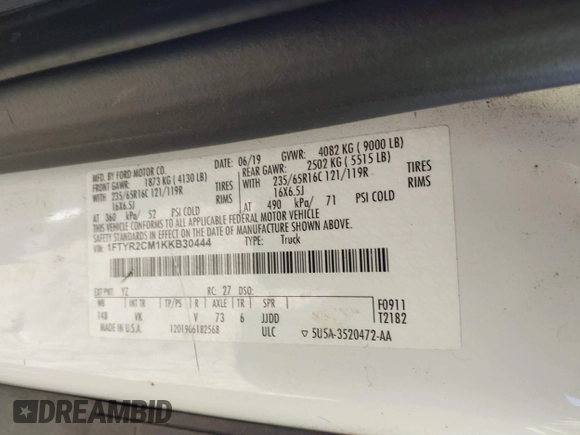 MFD. BY FORD MOTOR CO.
DATE: 06/19 GVWR: 4082 KG ( 9000 LB)
FRONT GAWR: 1873 KG ( 4130 LB) REAR GAWR: 2502 KG ( 5515 LB)
WITH 235/65R16C 121/119R TIRES WITH 235/65R16C 121/119R TIRES
16X6.5J RIMS 16X6.5J RIMS
AT 360 kPa/ 52 PSI COLD AT 490 kPa/ 71 PSI COLD
THIS VEHICLE CONFORMS TO ALL APPLICABLE FEDERAL MOTOR VEHICLE
SAFETY STANDARDS IN EFFECT ON THE DATE OF MANUFACTURE SHOWN ABOVE.
VIN: 1FTYR2CM1KKB30444 TYPE: Truck
EXT PNT: YZ RC: 27 DSO:
WB INT TR TP/PS R AXLE TR SPR
148 VK V 73 6 JJDD
F0911
T2182
MADE IN U.S.A. 1201906182568 ULC ▽ 5U5A-3520472-AA
DREAMBID